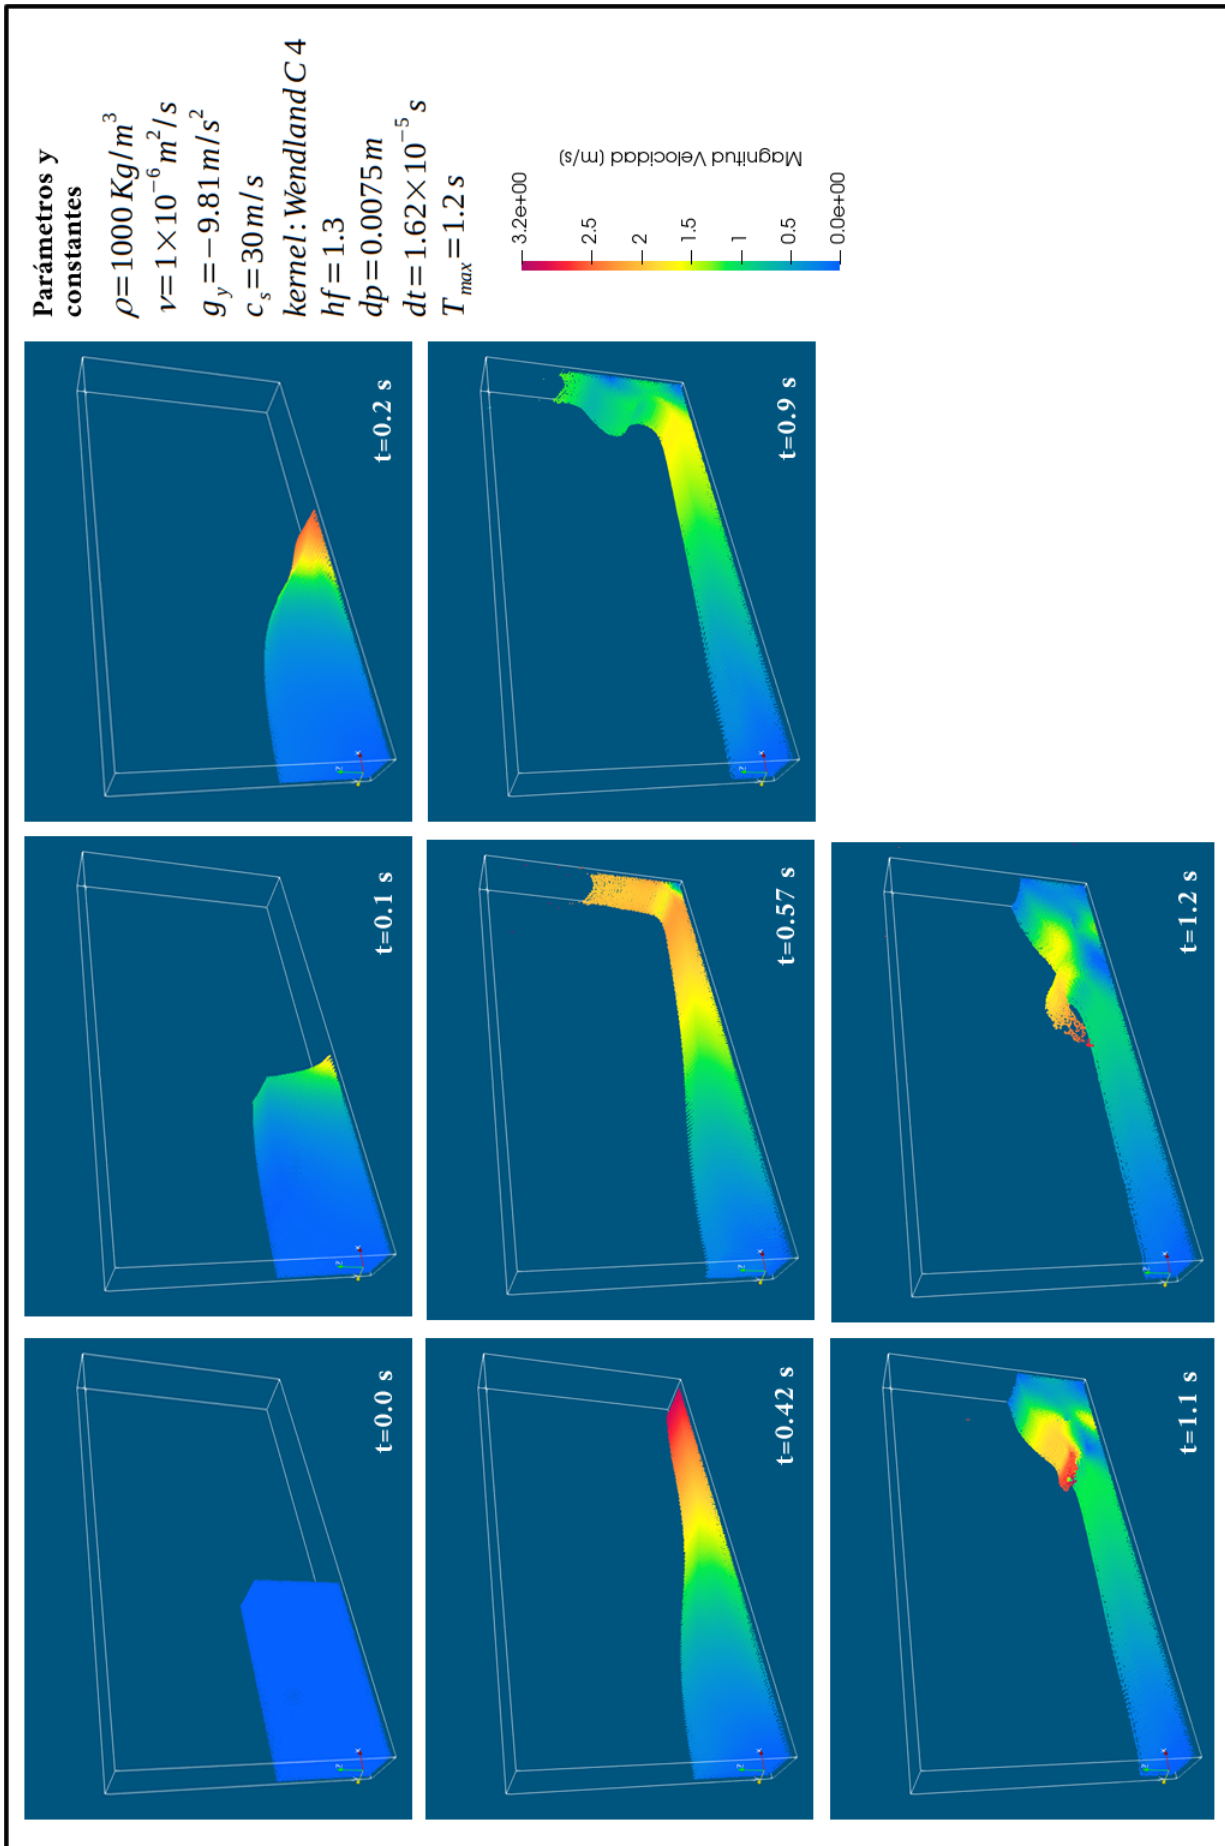 Parámetros y
constantes
ρ=1000 Kg/m³
ν=1×10⁻⁶ m²/s
g_y=−9.81 m/s²
c_s=30 m/s
kernel: Wendland C 4
hf=1.3
dp=0.0075 m
dt=1.62×10⁻⁵ s
T_max=1.2 s
3.2e+00
2.5
2
1.5
1
0.5
0.0e+00
Magnitud Velocidad (m/s)
t=0.0 s
t=0.1 s
t=0.2 s
t=0.42 s
t=0.57 s
t=0.9 s
t=1.1 s
t=1.2 s